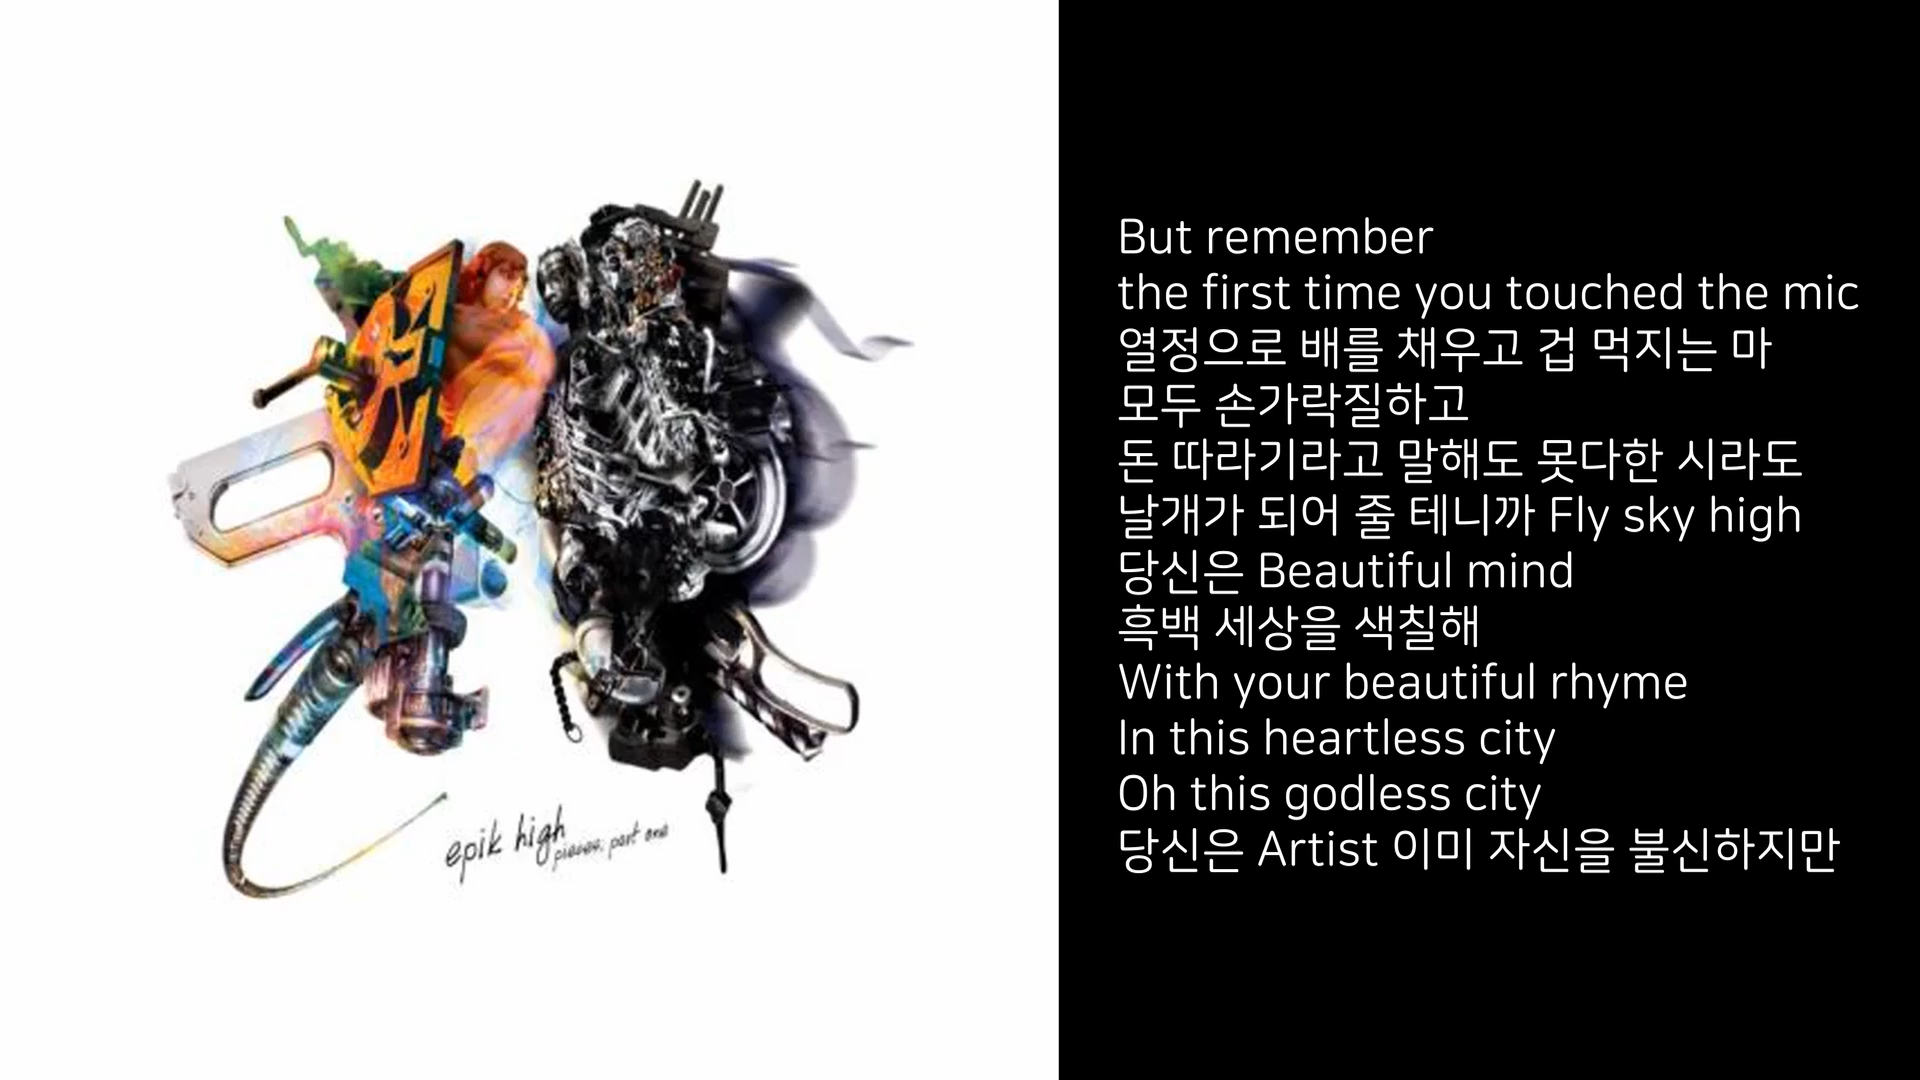 epik high
pieces, part one
But remember
the first time you touched the mic
열정으로 배를 채우고 겁 먹지는 마
모두 손가락질하고
돈 따라기라고 말해도 못다한 시라도
날개가 되어 줄 테니까 Fly sky high
당신은 Beautiful mind
흑백 세상을 색칠해
With your beautiful rhyme
In this heartless city
Oh this godless city
당신은 Artist 이미 자신을 불신하지만